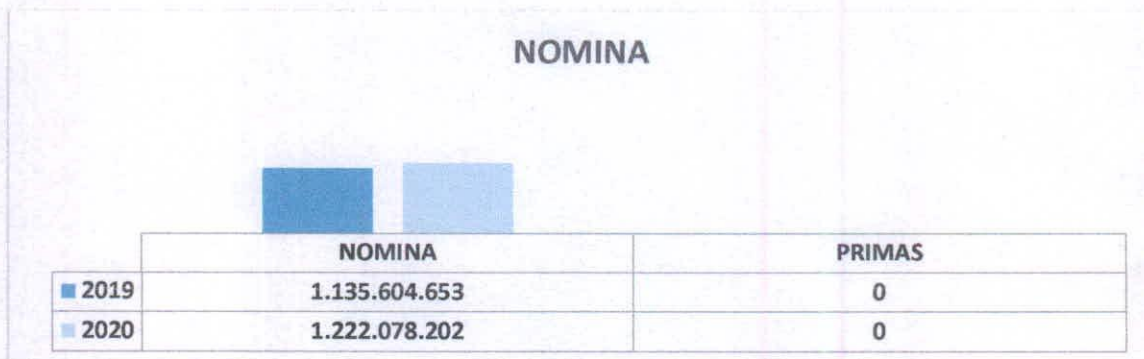 NOMINA
NOMINA PRIMAS
2019 1.135.604.653 0
2020 1.222.078.202 0